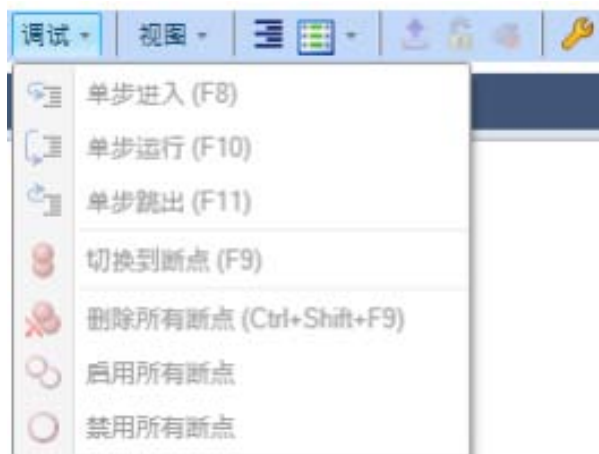 调试
视图
单步进入 (F8)
单步运行 (F10)
单步跳出 (F11)
切换到断点 (F9)
删除所有断点 (Ctrl+Shift+F9)
启用所有断点
禁用所有断点